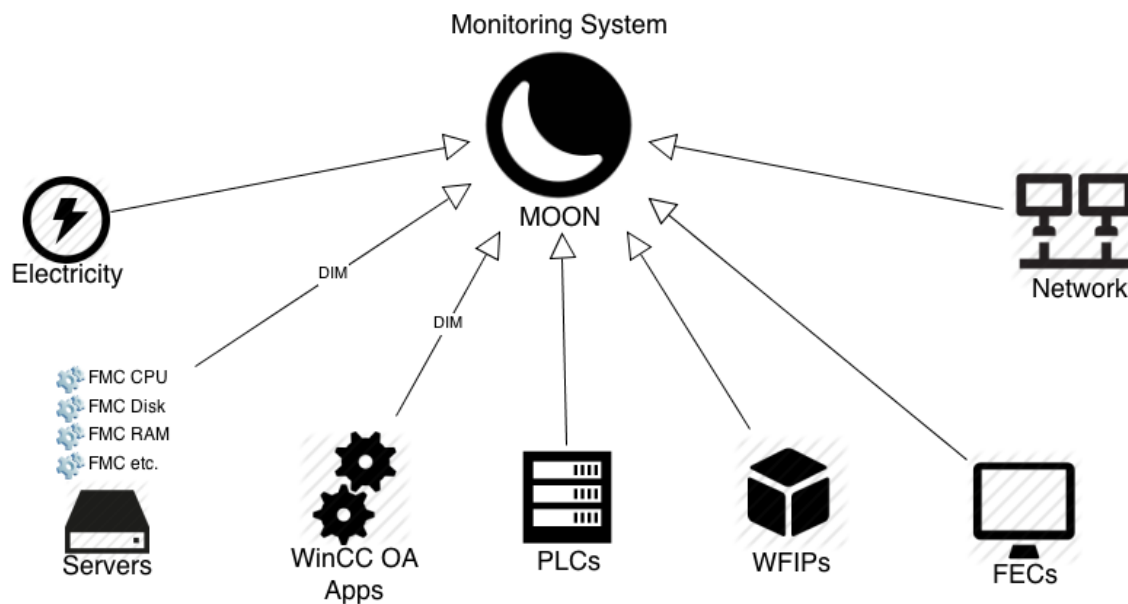 Monitoring System
MOON
Electricity
Network
DIM
DIM
FMC CPU
FMC Disk
FMC RAM
FMC etc.
Servers
WinCC OA
Apps
PLCs
WFIPs
FECs